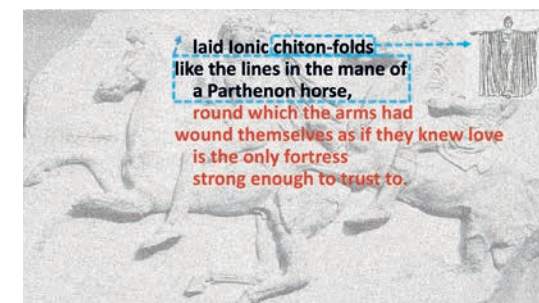 laid Ionic chiton-folds
like the lines in the mane of
a Parthenon horse,
round which the arms had
wound themselves as if they knew love
is the only fortress
strong enough to trust to.